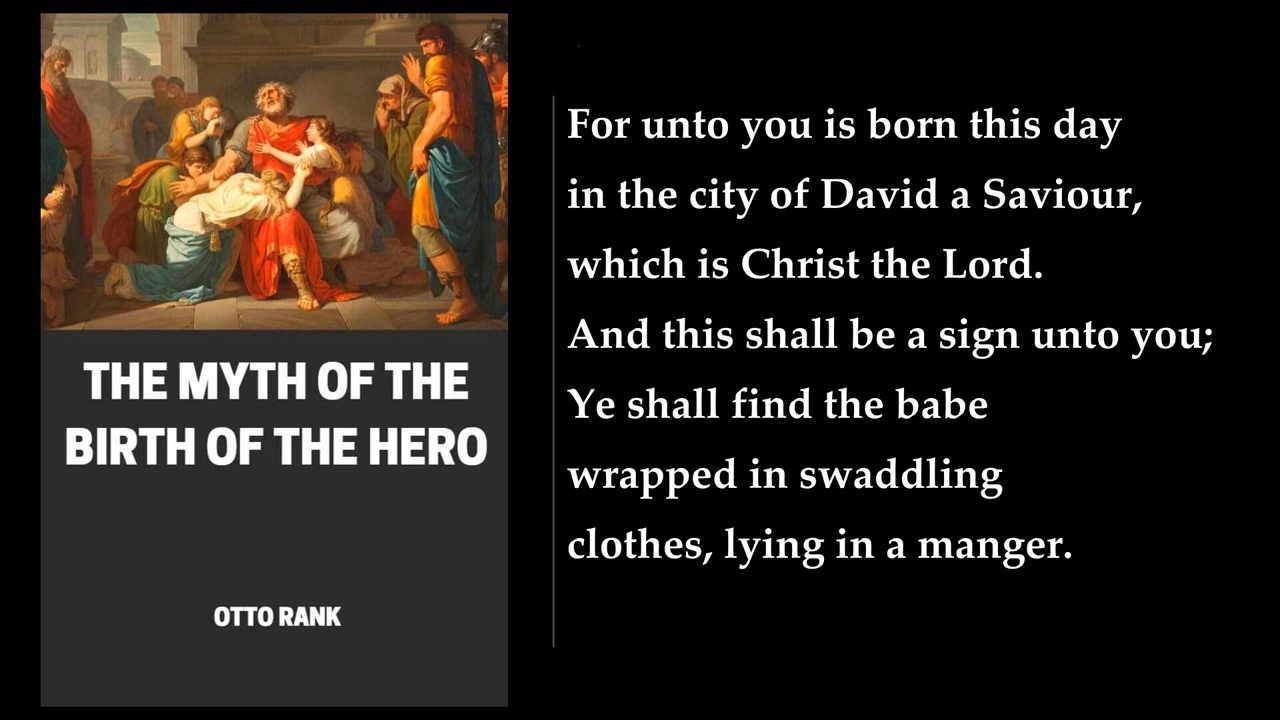 THE MYTH OF THE
BIRTH OF THE HERO
OTTO RANK
For unto you is born this day
in the city of David a Saviour,
which is Christ the Lord.
And this shall be a sign unto you;
Ye shall find the babe
wrapped in swaddling
clothes, lying in a manger.